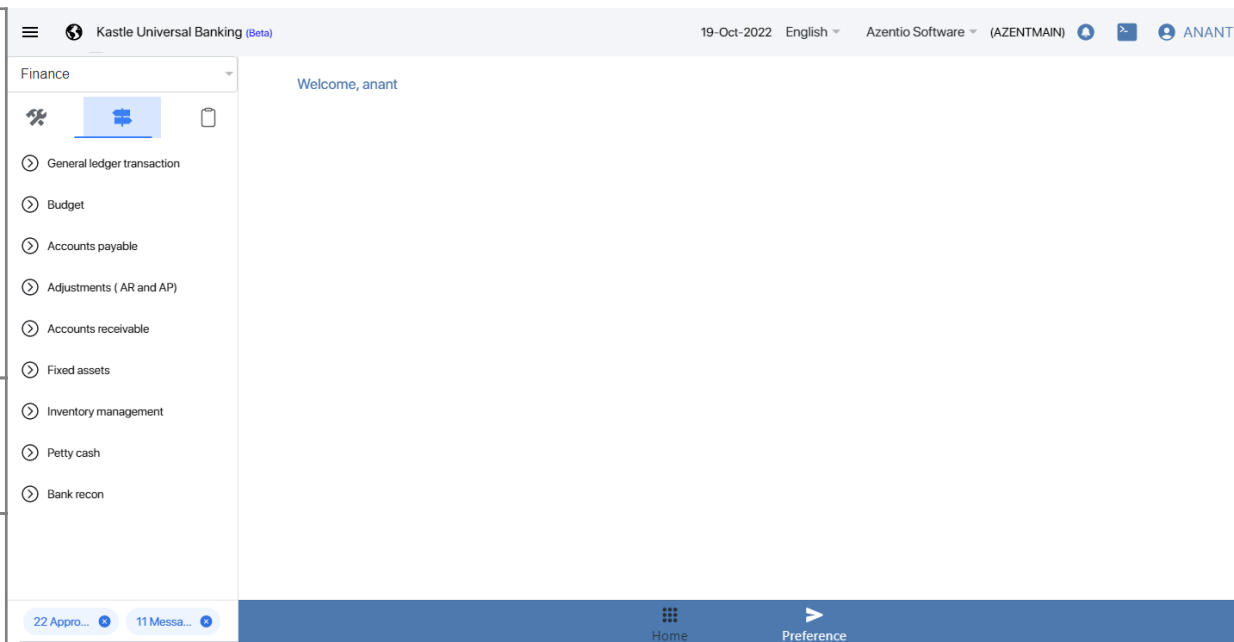 Kastle Universal Banking (Beta)
19-Oct-2022 English Azentio Software (AZENTMAIN) ANANT
Finance
Welcome, anant
General ledger transaction
Budget
Accounts payable
Adjustments ( AR and AP)
Accounts receivable
Fixed assets
Inventory management
Petty cash
Bank recon
22 Appro... 11 Messa...
Home Preference